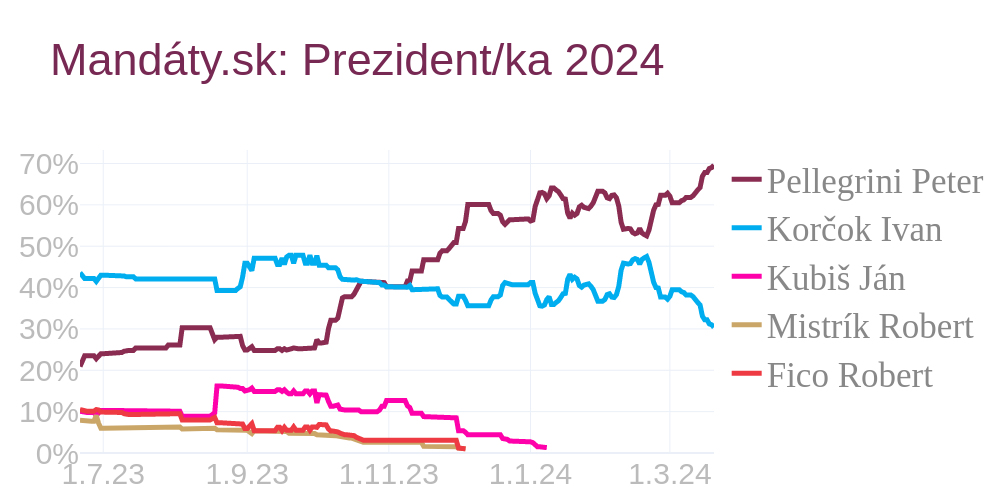 Mandáty.sk: Prezident/ka 2024
70%
60%
50%
40%
30%
20%
10%
0%
1.7.23 1.9.23 1.11.23 1.1.24 1.3.24
Pellegrini Peter
Korčok Ivan
Kubiš Ján
Mistrík Robert
Fico Robert